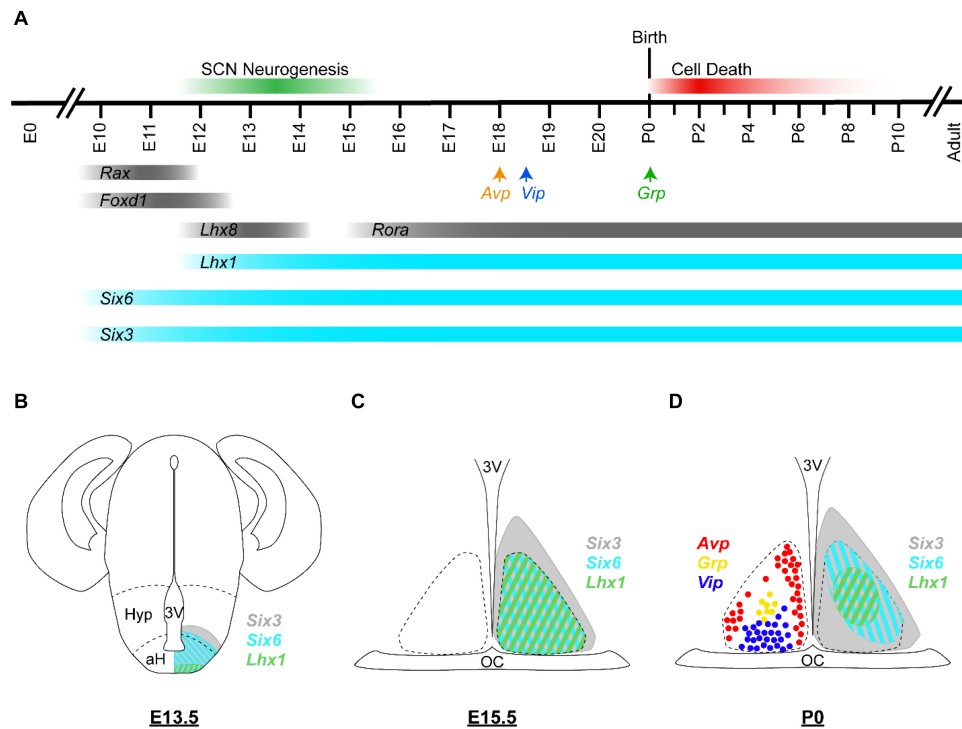 A
Birth
SCN Neurogenesis
Cell Death
E0 E10 E11 E12 E13 E14 E15 E16 E17 E18 E19 E20 P0 P2 P4 P6 P8 P10 Adult
Rax
Avp Vip Grp
Foxd1
Lhx8 Rora
Lhx1
Six6
Six3
B
Hyp 3V
aH
Six3
Six6
Lhx1
E13.5
C
3V
Six3
Six6
Lhx1
OC
E15.5
D
3V
Avp
Grp
Vip
Six3
Six6
Lhx1
OC
P0